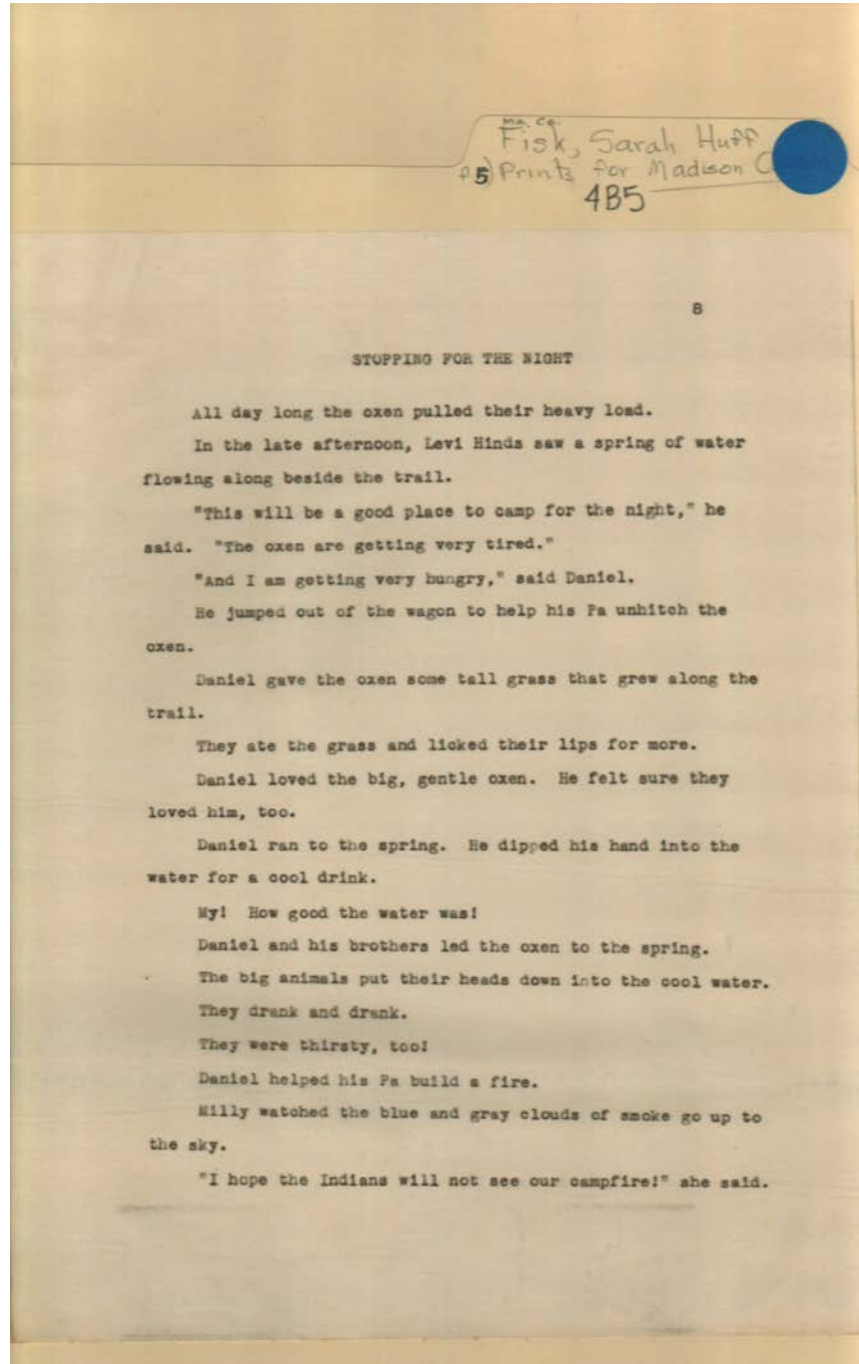 Ma. Co.
Fisk, Sarah Huff
5) Prints for Madison
4B5
8
STOPPING FOR THE NIGHT
All day long the oxen pulled their heavy load.
In the late afternoon, Levi Hinds saw a spring of water
flowing along beside the trail.
"This will be a good place to camp for the night," he
said. "The oxen are getting very tired."
"And I am getting very hungry," said Daniel.
He jumped out of the wagon to help his Pa unhitch the
oxen.
Daniel gave the oxen some tall grass that grew along the
trail.
They ate the grass and licked their lips for more.
Daniel loved the big, gentle oxen. He felt sure they
loved him, too.
Daniel ran to the spring. He dipped his hand into the
water for a cool drink.
My! How good the water was!
Daniel and his brothers led the oxen to the spring.
The big animals put their heads down into the cool water.
They drank and drank.
They were thirsty, too!
Daniel helped his Pa build a fire.
Milly watched the blue and gray clouds of smoke go up to
the sky.
"I hope the Indians will not see our campfire!" she said.